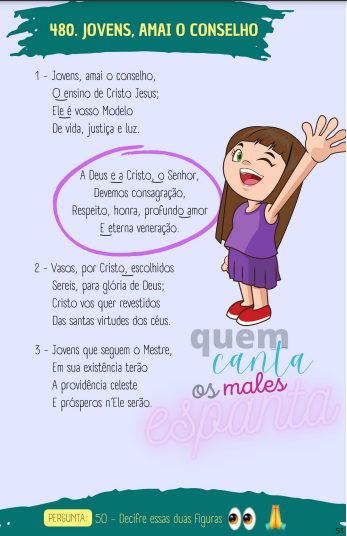 480. JOVENS, AMAI O CONSELHO
1 - Jovens, amai o conselho,
O ensino de Cristo Jesus;
Ele é vosso Modelo
De vida, justiça e luz.
A Deus e a Cristo, o Senhor,
Devemos consagração,
Respeito, honra, profundo amor
E eterna veneração.
2 - Vasos, por Cristo, escolhidos
Sereis, para glória de Deus;
Cristo vos quer revestidos
Das santas virtudes dos céus.
3 - Jovens que seguem o Mestre,
Em sua existência terão
A providência celeste
E prósperos n'Ele serão.
quem
canta
os males
espanta
PERGUNTA: 50 - Decifre essas duas figuras
51